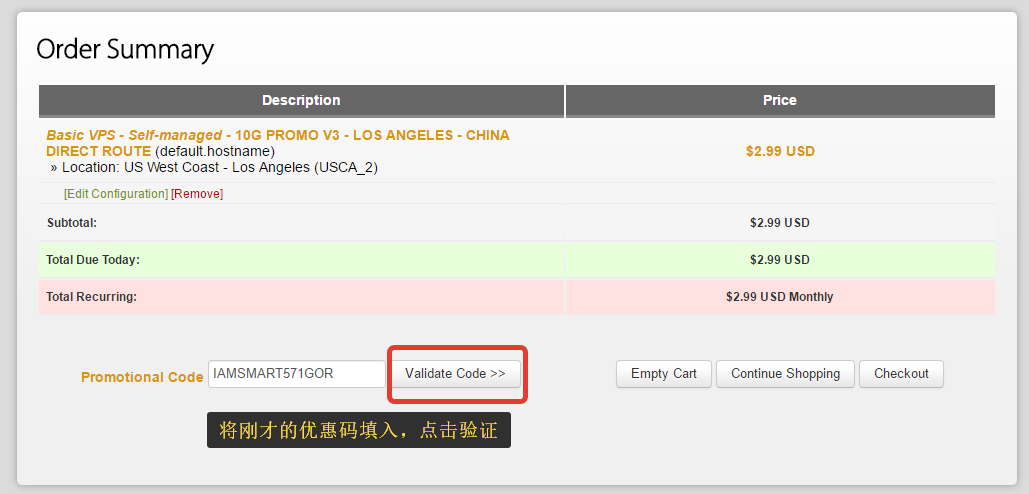 Order Summary
Description Price
Basic VPS - Self-managed - 10G PROMO V3 - LOS ANGELES - CHINA
DIRECT ROUTE (default.hostname) $2.99 USD
» Location: US West Coast - Los Angeles (USCA_2)
[Edit Configuration] [Remove]
Subtotal: $2.99 USD
Total Due Today: $2.99 USD
Total Recurring: $2.99 USD Monthly
Promotional Code IAMSMART571GOR Validate Code >> Empty Cart Continue Shopping Checkout
将刚才的优惠码填入，点击验证